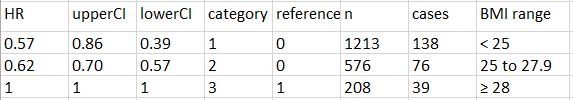 HR upperCI lowerCI category reference n cases BMI range
0.57 0.86 0.39 1 0 1213 138 < 25
0.62 0.70 0.57 2 0 576 76 25 to 27.9
1 1 1 3 1 208 39 ≥ 28